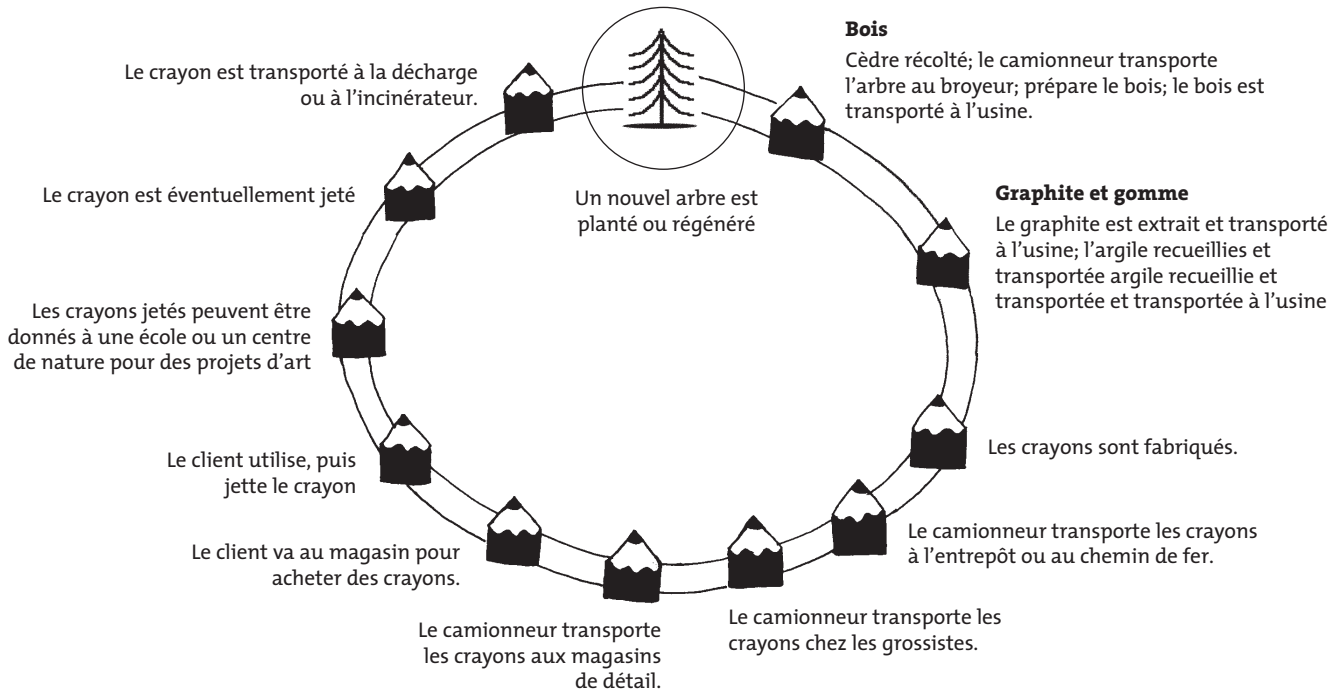 Bois
Cèdre récolté; le camionneur transporte
l’arbre au broyeur; prépare le bois; le bois est
transporté à l’usine.
Graphite et gomme
Le graphite est extrait et transporté
à l’usine; l’argile recueillies et
transportée argile recueillie et
transportée et transportée à l’usine
Les crayons sont fabriqués.
Le camionneur transporte les crayons
à l’entrepôt ou au chemin de fer.
Le camionneur transporte les
crayons chez les grossistes.
Le camionneur transporte
les crayons aux magasins
de détail.
Le client va au magasin pour
acheter des crayons.
Le client utilise, puis
jette le crayon
Les crayons jetés peuvent être
donnés à une école ou un centre
de nature pour des projets d’art
Le crayon est éventuellement jeté
Le crayon est transporté à la décharge
ou à l’incinérateur.
Un nouvel arbre est
planté ou régénéré